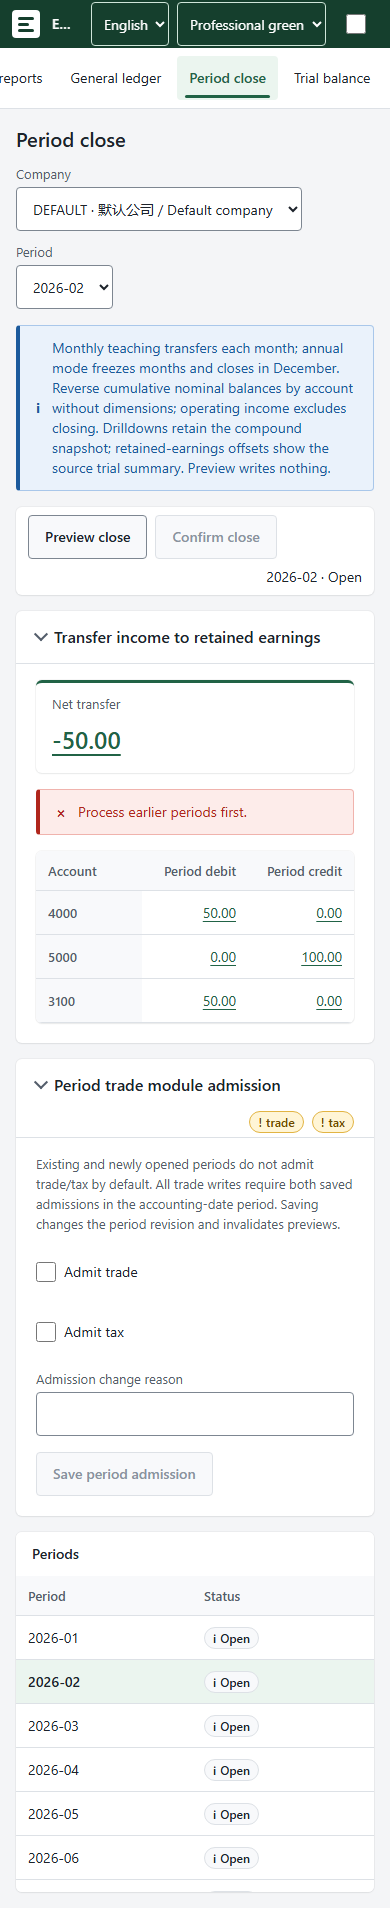 E...
English
Professional green
reports
General ledger
Period close
Trial balance
Period close
Company
DEFAULT · 默认公司 / Default company
Period
2026-02
Monthly teaching transfers each month; annual
mode freezes months and closes in December.
Reverse cumulative nominal balances by account
i without dimensions; operating income excludes
closing. Drilldowns retain the compound
snapshot; retained-earnings offsets show the
source trial summary. Preview writes nothing.
Preview close
Confirm close
2026-02 · Open
Transfer income to retained earnings
Net transfer
-50.00
× Process earlier periods first.
Account Period debit Period credit
4000 50.00 0.00
5000 0.00 100.00
3100 50.00 0.00
Period trade module admission
! trade ! tax
Existing and newly opened periods do not admit
trade/tax by default. All trade writes require both saved
admissions in the accounting-date period. Saving
changes the period revision and invalidates previews.
Admit trade
Admit tax
Admission change reason
Save period admission
Periods
Period Status
2026-01 i Open
2026-02 i Open
2026-03 i Open
2026-04 i Open
2026-05 i Open
2026-06 i Open